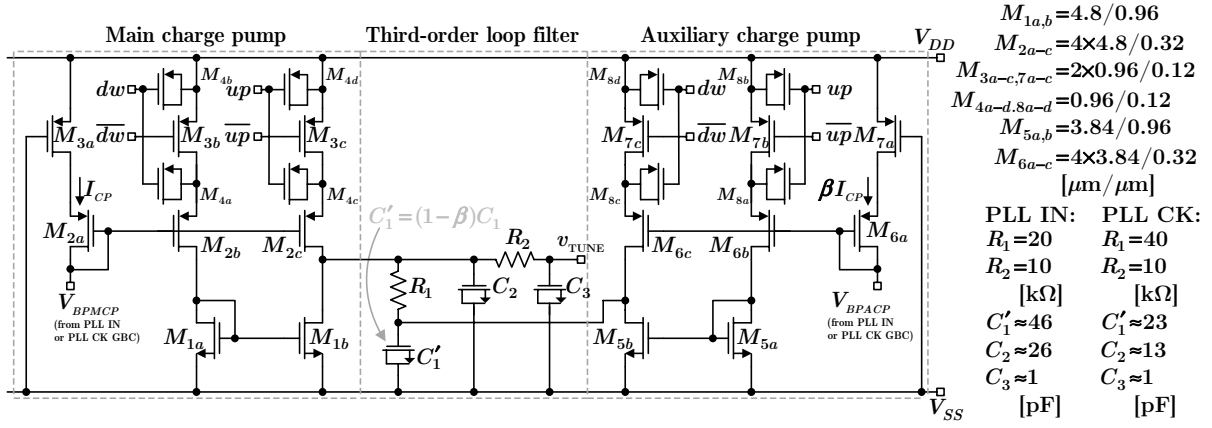 Main charge pump
Third-order loop filter
Auxiliary charge pump
V_DD
dw
M_4b
up
M_4d
M_8d
dw
M_8b
up
M_3a
d̅w̅
M_3b
u̅p̅
M_3c
M_7c
d̅w̅
M_7b
u̅p̅
M_7a
I_CP
M_4a
M_4c
M_8c
M_8a
βI_CP
C′_1=(1−β)C_1
M_2a
M_2b
M_2c
R_2
v_TUNE
M_6c
M_6b
M_6a
R_1
C_2
C_3
V_BPMCP
(from PLL IN
or PLL CK GBC)
V_BPACP
(from PLL IN
or PLL CK GBC)
M_1a
M_1b
C′_1
M_5b
M_5a
V_SS
M_1a,b=4.8/0.96
M_2a−c=4×4.8/0.32
M_3a−c,7a−c=2×0.96/0.12
M_4a−d.8a−d=0.96/0.12
M_5a,b=3.84/0.96
M_6a−c=4×3.84/0.32
[μm/μm]
PLL IN: PLL CK:
R_1=20 R_1=40
R_2=10 R_2=10
[kΩ] [kΩ]
C′_1≈46 C′_1≈23
C_2≈26 C_2≈13
C_3≈1 C_3≈1
[pF] [pF]